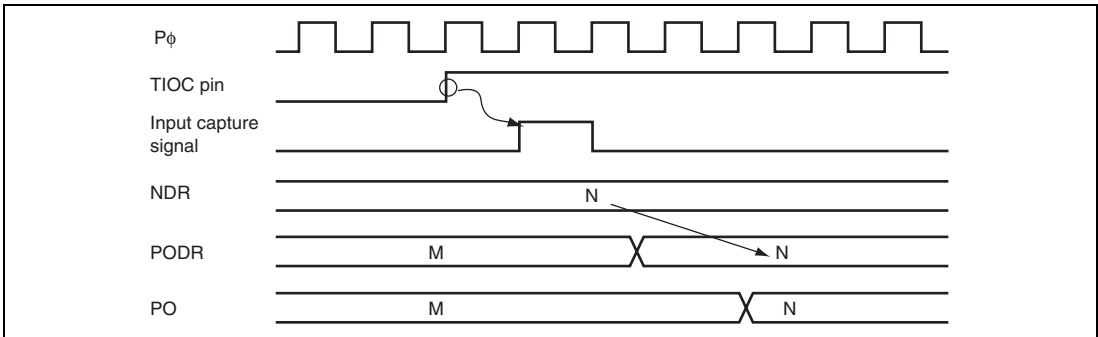 Pφ
TIOC pin
Input capture
signal
NDR
N
PODR
M
N
PO
M
N